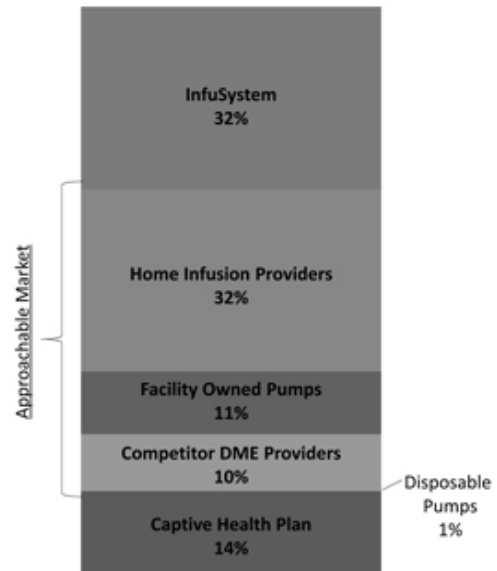 InfuSystem
32%
Approachable Market
Home Infusion Providers
32%
Facility Owned Pumps
11%
Competitor DME Providers
10%
Disposable
Pumps
1%
Captive Health Plan
14%